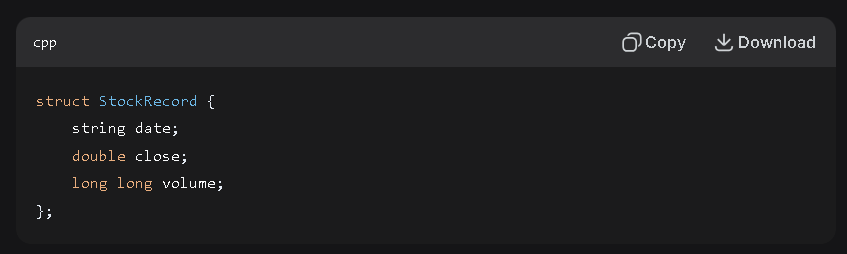 cpp
Copy
Download
struct StockRecord {
    string date;
    double close;
    long long volume;
};